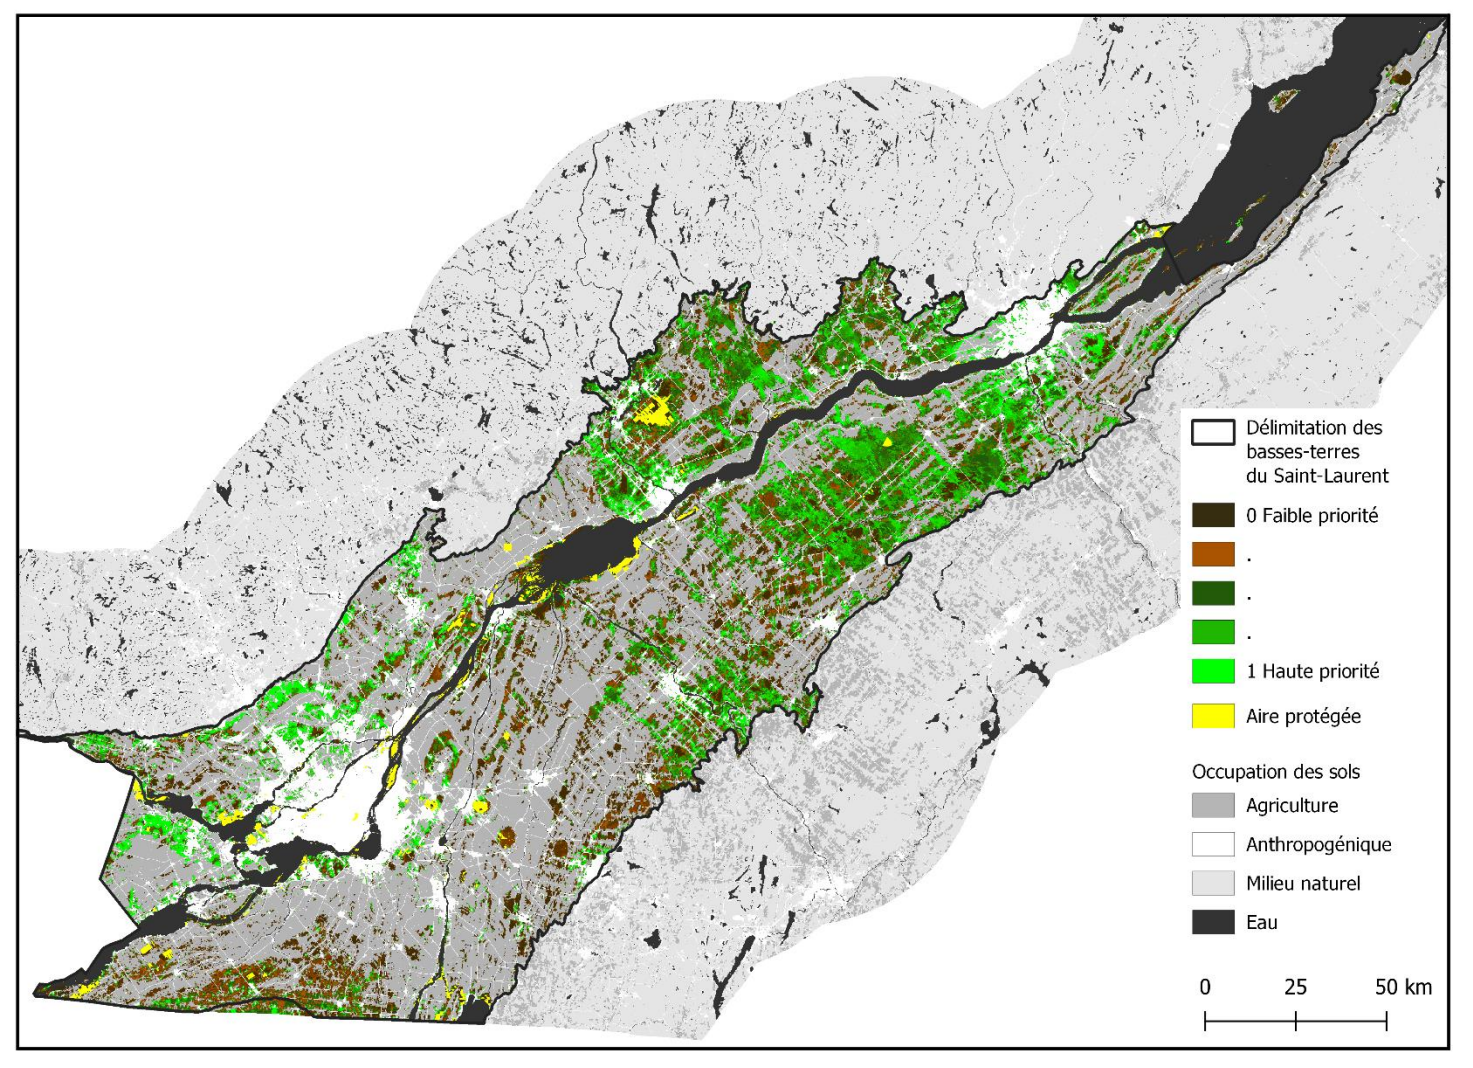 Délimitation des
basses-terres
du Saint-Laurent
0 Faible priorité
.
.
.
1 Haute priorité
Aire protégée
Occupation des sols
Agriculture
Anthropogénique
Milieu naturel
Eau
0 25 50 km